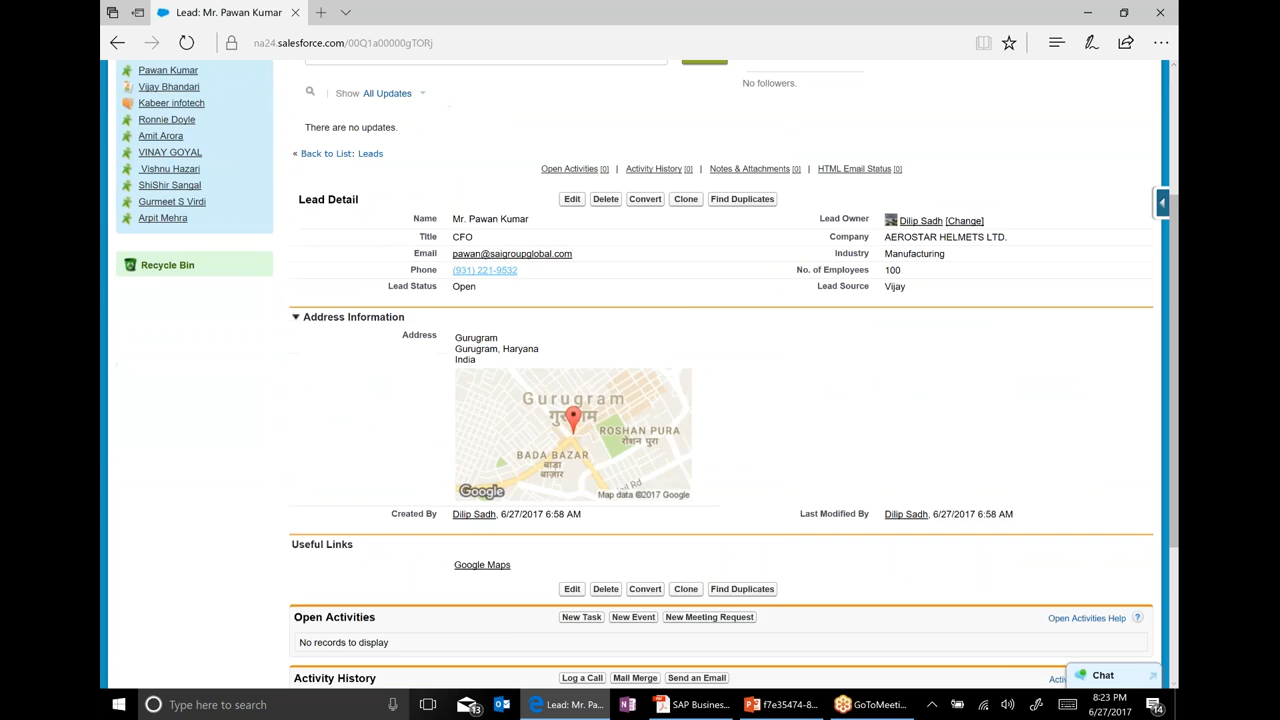 Lead: Mr. Pawan Kumar
na24.salesforce.com/00Q1a00000gTORj
Pawan Kumar
Vijay Bhandari
Kabeer infotech
Ronnie Doyle
Amit Arora
VINAY GOYAL
Vishnu Hazari
ShiShir Sangal
Gurmeet S Virdi
Arpit Mehra
Recycle Bin
No followers.
Show All Updates
There are no updates.
« Back to List: Leads
Open Activities [0] | Activity History [0] | Notes & Attachments [0] | HTML Email Status [0]
Lead Detail Edit Delete Convert Clone Find Duplicates
Name Mr. Pawan Kumar Lead Owner Dilip Sadh [Change]
Title CFO Company AEROSTAR HELMETS LTD.
Email pawan@saigroupglobal.com Industry Manufacturing
Phone (931) 221-9532 No. of Employees 100
Lead Status Open Lead Source Vijay
Address Information
Address Gurugram
Gurugram, Haryana
India
Gurugram
गुरुग्राम
ROSHAN PURA
रोशन पुरा
BADA BAZAR
बाड़ा
बाज़ार
Rd
Google Map data ©2017 Google
Created By Dilip Sadh, 6/27/2017 6:58 AM Last Modified By Dilip Sadh, 6/27/2017 6:58 AM
Useful Links
Google Maps
Edit Delete Convert Clone Find Duplicates
Open Activities New Task New Event New Meeting Request Open Activities Help ?
No records to display
Activity History Log a Call Mail Merge Send an Email
Chat
Type here to search 13 Lead: Mr. Pa... SAP Busines... f7e35474-8... GoToMeeti... 8:23 PM
6/27/2017 14